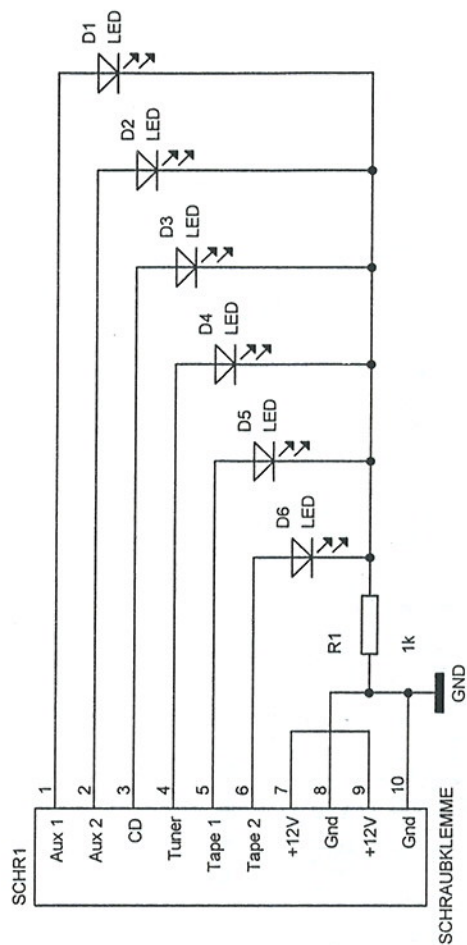 SCHR1
Aux 1
1
Aux 2
2
CD
3
Tuner
4
Tape 1
5
Tape 2
6
+12V
7
Gnd
8
+12V
9
Gnd
10
SCHRAUBKLEMME
D1
LED
D2
LED
D3
LED
D4
LED
D5
LED
D6
LED
R1
1k
GND